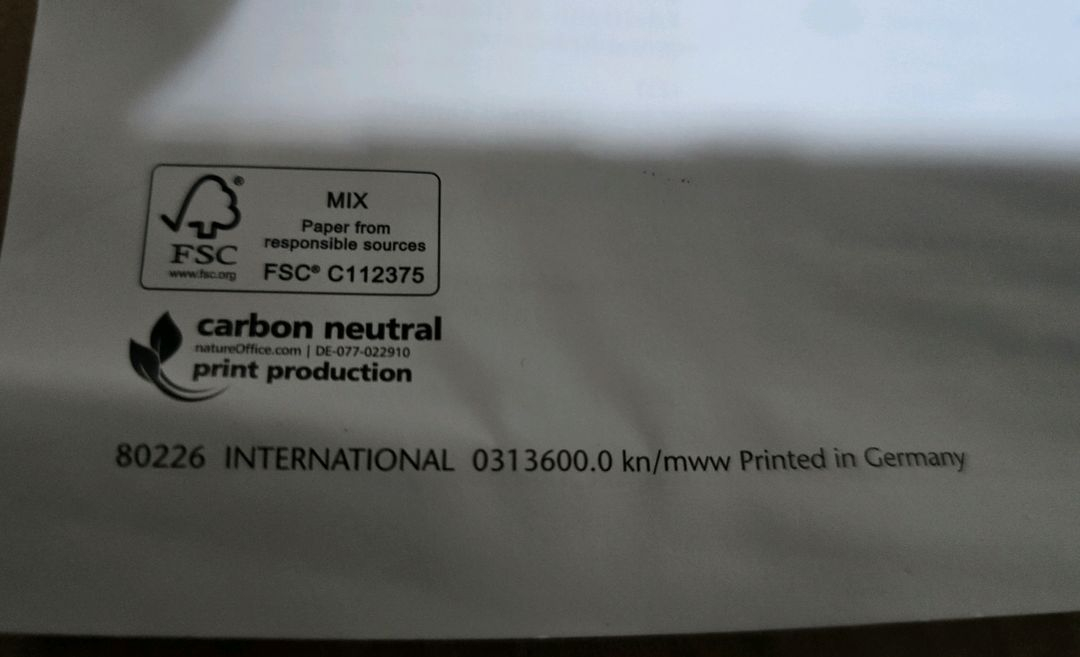 ®
FSC
www.fsc.org
MIX
Paper from
responsible sources
FSC® C112375
carbon neutral
natureOffice.com | DE-077-022910
print production
80226 INTERNATIONAL 0313600.0 kn/mww Printed in Germany